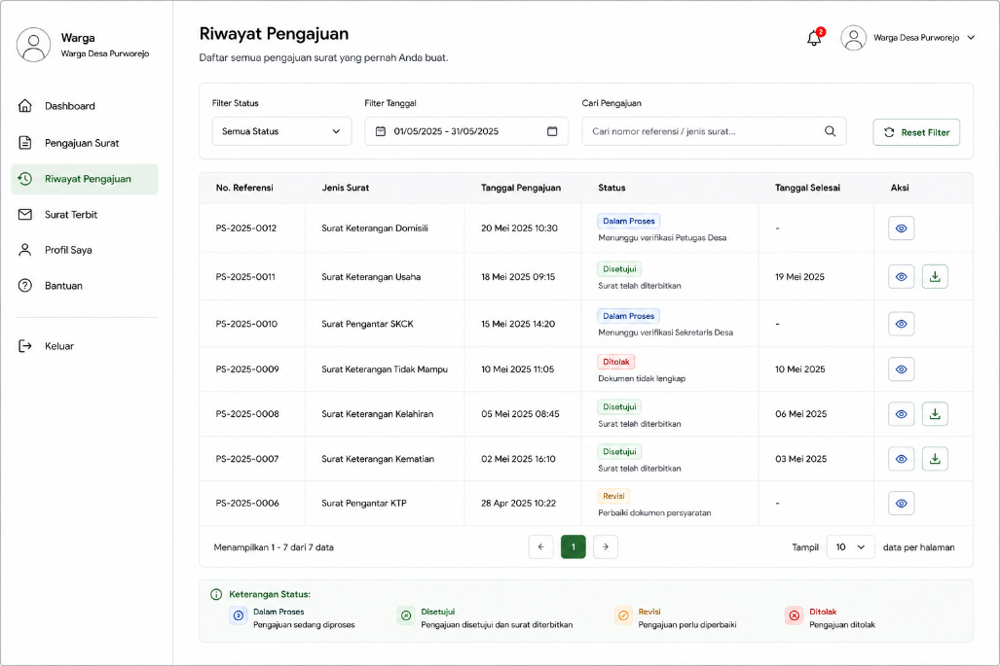 Warga
Warga Desa Purworejo
Dashboard
Pengajuan Surat
Riwayat Pengajuan
Surat Terbit
Profil Saya
Bantuan
Keluar
Riwayat Pengajuan
Daftar semua pengajuan surat yang pernah Anda buat.
2
Warga Desa Purworejo
Filter Status
Filter Tanggal
Cari Pengajuan
Semua Status
01/05/2025 - 31/05/2025
Cari nomor referensi / jenis surat...
Reset Filter
No. Referensi Jenis Surat Tanggal Pengajuan Status Tanggal Selesai Aksi
PS-2025-0012 Surat Keterangan Domisili 20 Mei 2025 10:30 Dalam Proses -
Menunggu verifikasi Petugas Desa
PS-2025-0011 Surat Keterangan Usaha 18 Mei 2025 09:15 Disetujui 19 Mei 2025
Surat telah diterbitkan
PS-2025-0010 Surat Pengantar SKCK 15 Mei 2025 14:20 Dalam Proses -
Menunggu verifikasi Sekretaris Desa
PS-2025-0009 Surat Keterangan Tidak Mampu 10 Mei 2025 11:05 Ditolak 10 Mei 2025
Dokumen tidak lengkap
PS-2025-0008 Surat Keterangan Kelahiran 05 Mei 2025 08:45 Disetujui 06 Mei 2025
Surat telah diterbitkan
PS-2025-0007 Surat Keterangan Kematian 02 Mei 2025 16:10 Disetujui 03 Mei 2025
Surat telah diterbitkan
PS-2025-0006 Surat Pengantar KTP 28 Apr 2025 10:22 Revisi -
Perbaiki dokumen persyaratan
Menampilkan 1 - 7 dari 7 data
1
Tampil 10 data per halaman
Keterangan Status:
Dalam Proses
Pengajuan sedang diproses
Disetujui
Pengajuan disetujui dan surat diterbitkan
Revisi
Pengajuan perlu diperbaiki
Ditolak
Pengajuan ditolak